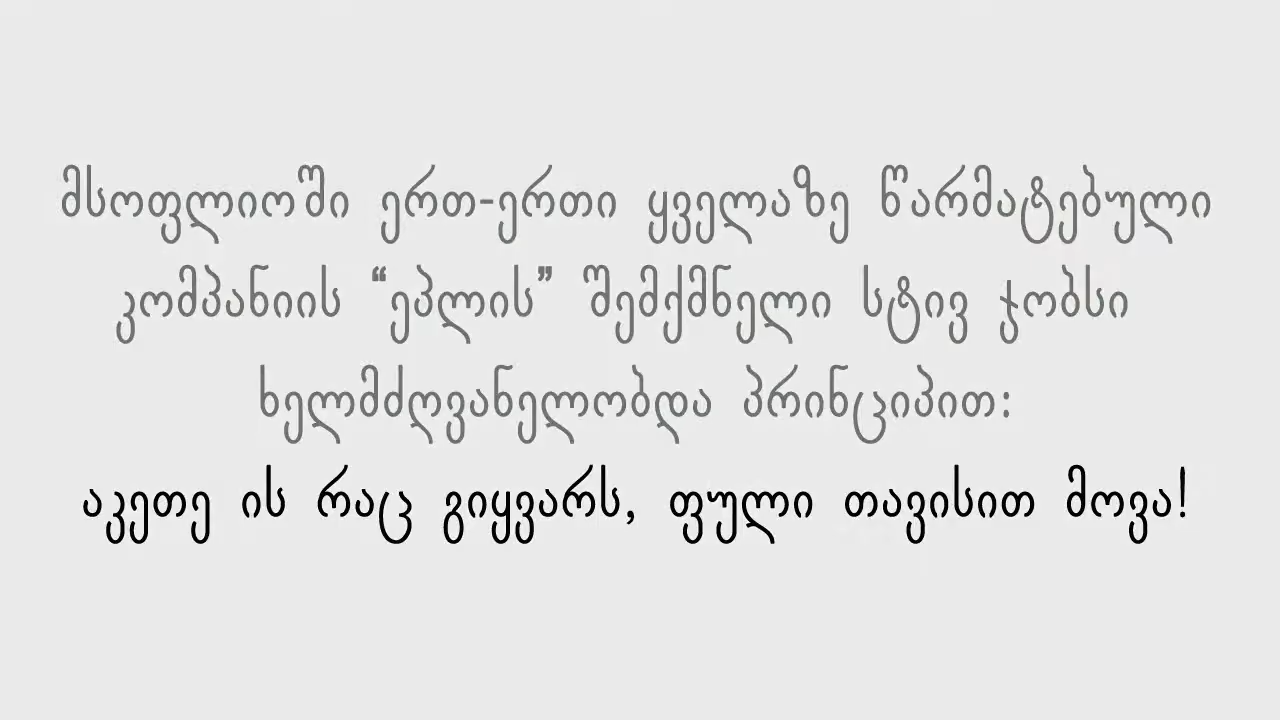 მსოფლიოში ერთ-ერთი ყველაზე წარმატებული
კომპანიის “ეპლის” შემქმნელი სტივ ჯობსი
ხელმძღვანელობდა პრინციპით:
აკეთე ის რაც გიყვარს, ფული თავისით მოვა!